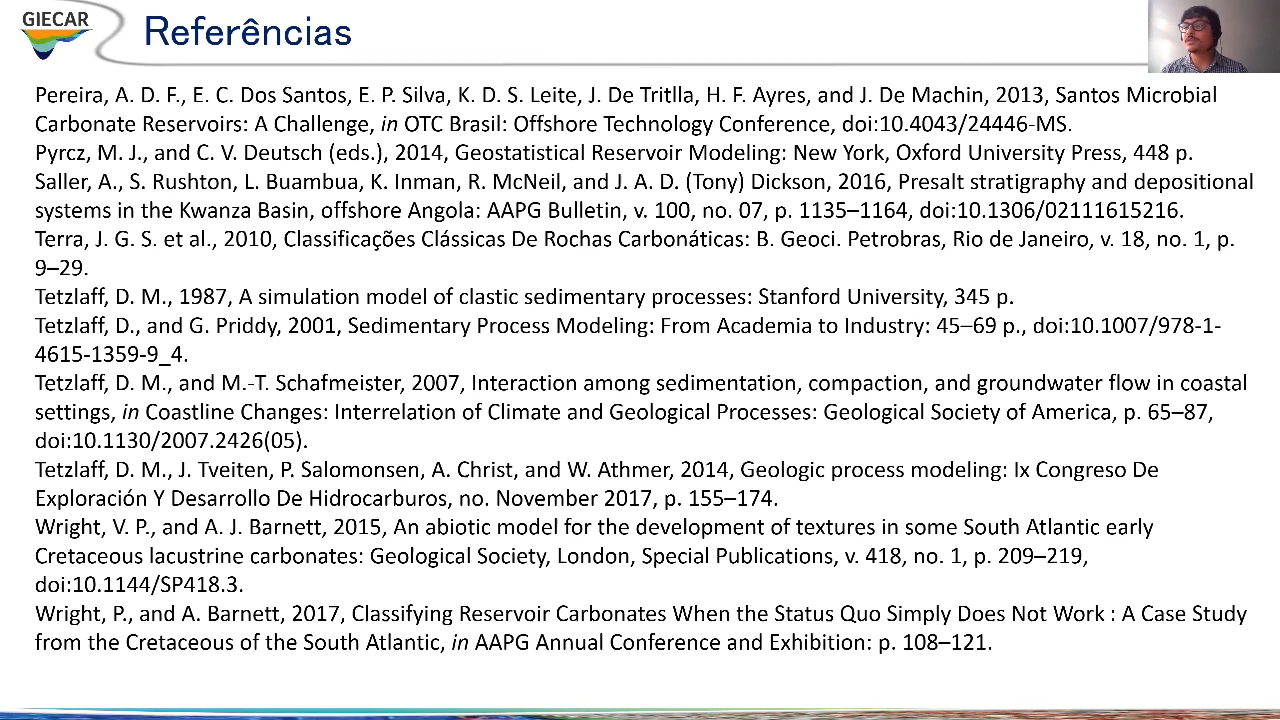 GIECAR
Referências
Pereira, A. D. F., E. C. Dos Santos, E. P. Silva, K. D. S. Leite, J. De Tritlla, H. F. Ayres, and J. De Machin, 2013, Santos Microbial
Carbonate Reservoirs: A Challenge, in OTC Brasil: Offshore Technology Conference, doi:10.4043/24446-MS.
Pyrcz, M. J., and C. V. Deutsch (eds.), 2014, Geostatistical Reservoir Modeling: New York, Oxford University Press, 448 p.
Saller, A., S. Rushton, L. Buambua, K. Inman, R. McNeil, and J. A. D. (Tony) Dickson, 2016, Presalt stratigraphy and depositional
systems in the Kwanza Basin, offshore Angola: AAPG Bulletin, v. 100, no. 07, p. 1135–1164, doi:10.1306/02111615216.
Terra, J. G. S. et al., 2010, Classificações Clássicas De Rochas Carbonáticas: B. Geoci. Petrobras, Rio de Janeiro, v. 18, no. 1, p.
9–29.
Tetzlaff, D. M., 1987, A simulation model of clastic sedimentary processes: Stanford University, 345 p.
Tetzlaff, D., and G. Priddy, 2001, Sedimentary Process Modeling: From Academia to Industry: 45–69 p., doi:10.1007/978-1-
4615-1359-9_4.
Tetzlaff, D. M., and M.-T. Schafmeister, 2007, Interaction among sedimentation, compaction, and groundwater flow in coastal
settings, in Coastline Changes: Interrelation of Climate and Geological Processes: Geological Society of America, p. 65–87,
doi:10.1130/2007.2426(05).
Tetzlaff, D. M., J. Tveiten, P. Salomonsen, A. Christ, and W. Athmer, 2014, Geologic process modeling: Ix Congreso De
Exploración Y Desarrollo De Hidrocarburos, no. November 2017, p. 155–174.
Wright, V. P., and A. J. Barnett, 2015, An abiotic model for the development of textures in some South Atlantic early
Cretaceous lacustrine carbonates: Geological Society, London, Special Publications, v. 418, no. 1, p. 209–219,
doi:10.1144/SP418.3.
Wright, P., and A. Barnett, 2017, Classifying Reservoir Carbonates When the Status Quo Simply Does Not Work : A Case Study
from the Cretaceous of the South Atlantic, in AAPG Annual Conference and Exhibition: p. 108–121.